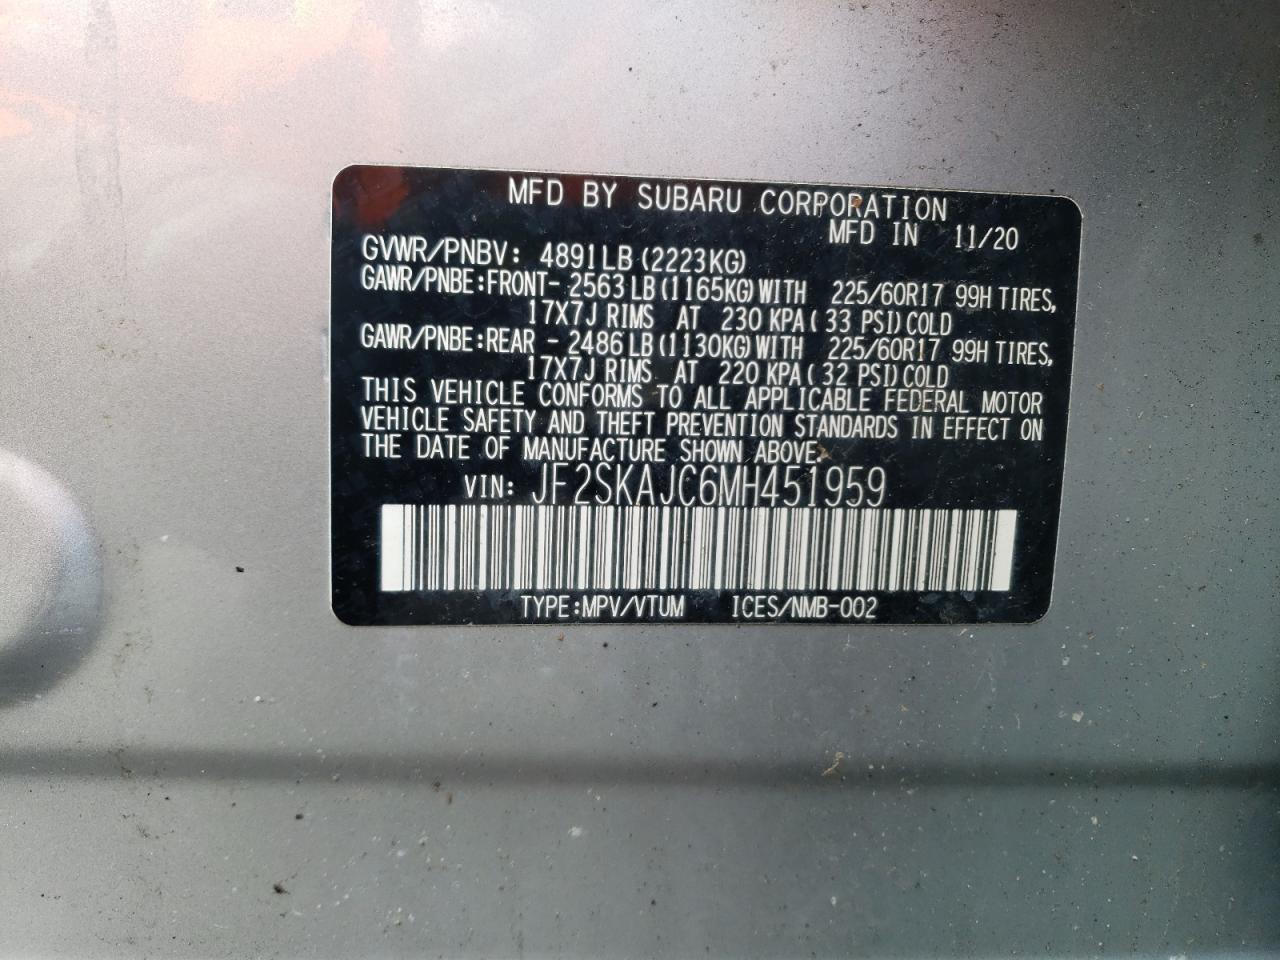 MFD BY SUBARU CORPORATION
MFD IN 11/20
GVWR/PNBV: 4891LB (2223KG)
GAWR/PNBE:FRONT- 2563LB (1165KG)WITH 225/60R17 99H TIRES,
17X7J RIMS AT 230 KPA( 33 PSI)COLD
GAWR/PNBE:REAR - 2486LB (1130KG)WITH 225/60R17 99H TIRES,
17X7J RIMS AT 220 KPA( 32 PSI)COLD
THIS VEHICLE CONFORMS TO ALL APPLICABLE FEDERAL MOTOR
VEHICLE SAFETY AND THEFT PREVENTION STANDARDS IN EFFECT ON
THE DATE OF MANUFACTURE SHOWN ABOVE.
VIN: JF2SKAJC6MH451959
TYPE:MPV/VTUM ICES/NMB-002